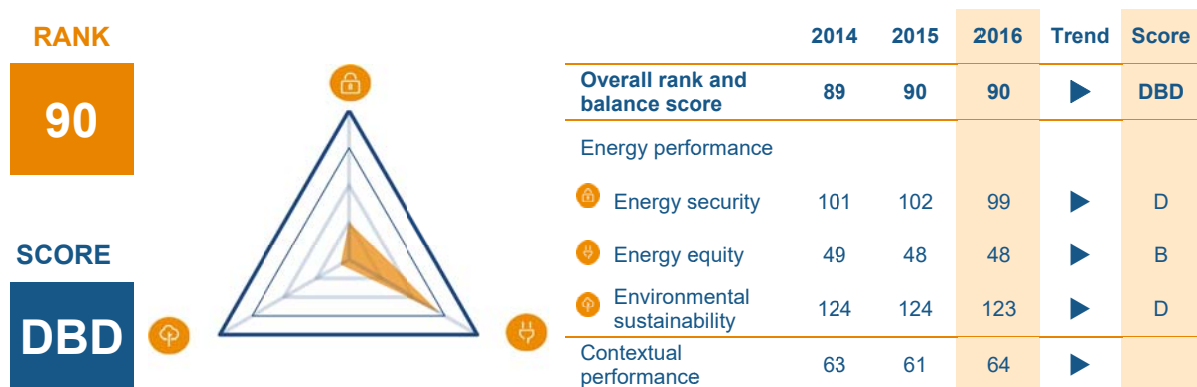 RANK
90
SCORE
DBD
2014 2015 2016 Trend Score
Overall rank and
balance score 89 90 90 DBD
Energy performance
Energy security 101 102 99 D
Energy equity 49 48 48 B
Environmental
sustainability 124 124 123 D
Contextual
performance 63 61 64